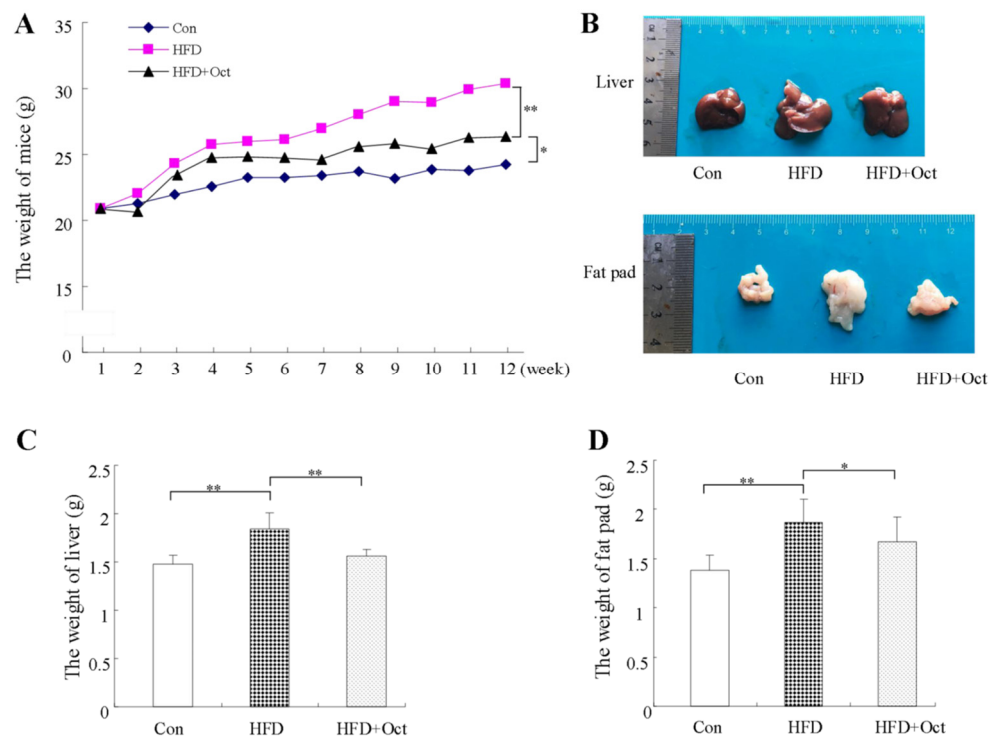 A
The weight of mice (g)
35
30
25
20
15
0
Con
HFD
HFD+Oct
**
*
1 2 3 4 5 6 7 8 9 10 11 12 (week)
B
Liver
Con HFD HFD+Oct
Fat pad
Con HFD HFD+Oct
C
The weight of liver (g)
2.5
2
1.5
1
0.5
0
**
**
Con HFD HFD+Oct
D
The weight of fat pad (g)
2.5
2
1.5
1
0.5
0
**
*
Con HFD HFD+Oct